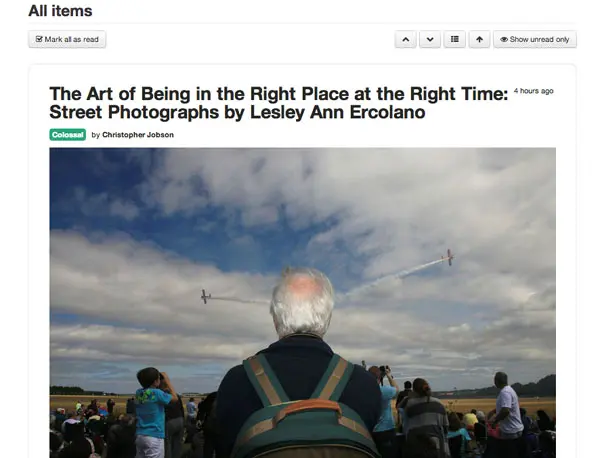 All items
Mark all as read
Show unread only
The Art of Being in the Right Place at the Right Time:
4 hours ago
Street Photographs by Lesley Ann Ercolano
Colossal by Christopher Jobson